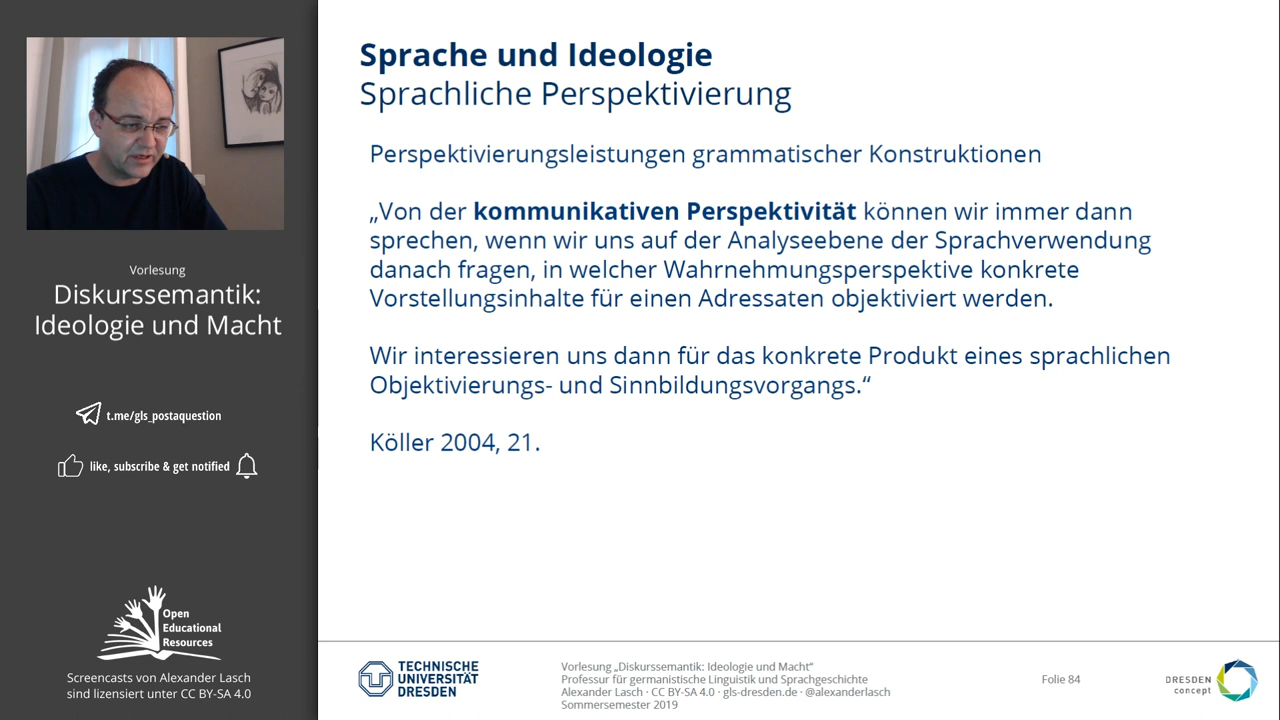 Vorlesung
Diskurssemantik:
Ideologie und Macht
t.me/gls_postaquestion
like, subscribe & get notified
Open
Educational
Resources
Screencasts von Alexander Lasch
sind lizensiert unter CC BY-SA 4.0
Sprache und Ideologie
Sprachliche Perspektivierung
Perspektivierungsleistungen grammatischer Konstruktionen
„Von der kommunikativen Perspektivität können wir immer dann
sprechen, wenn wir uns auf der Analyseebene der Sprachverwendung
danach fragen, in welcher Wahrnehmungsperspektive konkrete
Vorstellungsinhalte für einen Adressaten objektiviert werden.
Wir interessieren uns dann für das konkrete Produkt eines sprachlichen
Objektivierungs- und Sinnbildungsvorgangs.“
Köller 2004, 21.
TECHNISCHE
UNIVERSITÄT
DRESDEN
Vorlesung „Diskurssemantik: Ideologie und Macht“
Professur für germanistische Linguistik und Sprachgeschichte
Alexander Lasch · CC BY-SA 4.0 · gls-dresden.de · @alexanderlasch
Sommersemester 2019
Folie 84
DRESDEN
concept